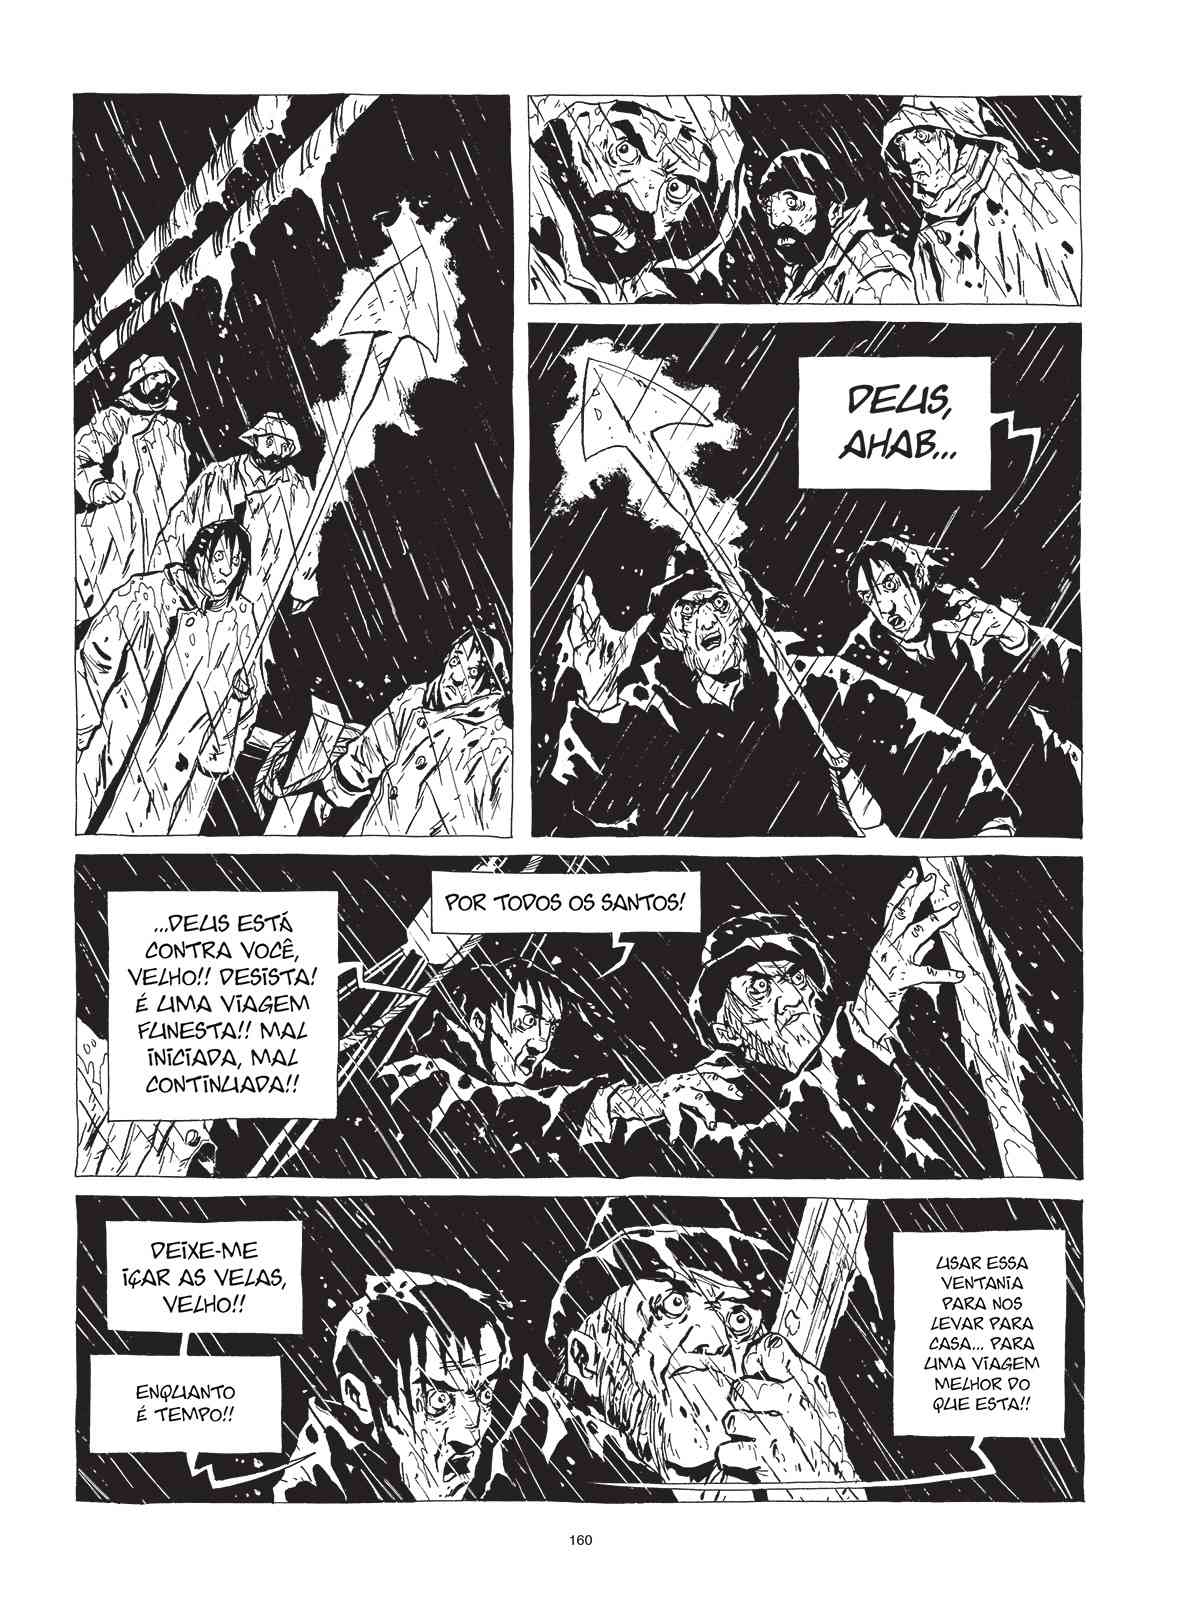 DEUS,
AHAB...
...DEUS ESTÁ
CONTRA VOCÊ,
VELHO!! DESISTA!
É UMA VIAGEM
FUNESTA!! MAL
INICIADA, MAL
CONTINUADA!!
POR TODOS OS SANTOS!
DEIXE-ME
IÇAR AS VELAS,
VELHO!!
ENQUANTO
É TEMPO!!
USAR ESSA
VENTANIA
PARA NOS
LEVAR PARA
CASA... PARA
UMA VIAGEM
MELHOR DO
QUE ESTA!!
160